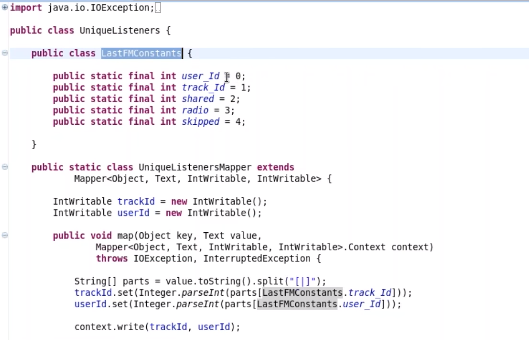 import java.io.IOException;
public class UniqueListeners {
public class LastFMConstants {
public static final int user_Id = 0;
public static final int track_Id = 1;
public static final int shared = 2;
public static final int radio = 3;
public static final int skipped = 4;
}
public static class UniqueListenersMapper extends
Mapper<Object, Text, IntWritable, IntWritable> {
IntWritable trackId = new IntWritable();
IntWritable userId = new IntWritable();
public void map(Object key, Text value,
Mapper<Object, Text, IntWritable, IntWritable>.Context context)
throws IOException, InterruptedException {
String[] parts = value.toString().split("[|]");
trackId.set(Integer.parseInt(parts[LastFMConstants.track_Id]));
userId.set(Integer.parseInt(parts[LastFMConstants.user_Id]));
context.write(trackId, userId);